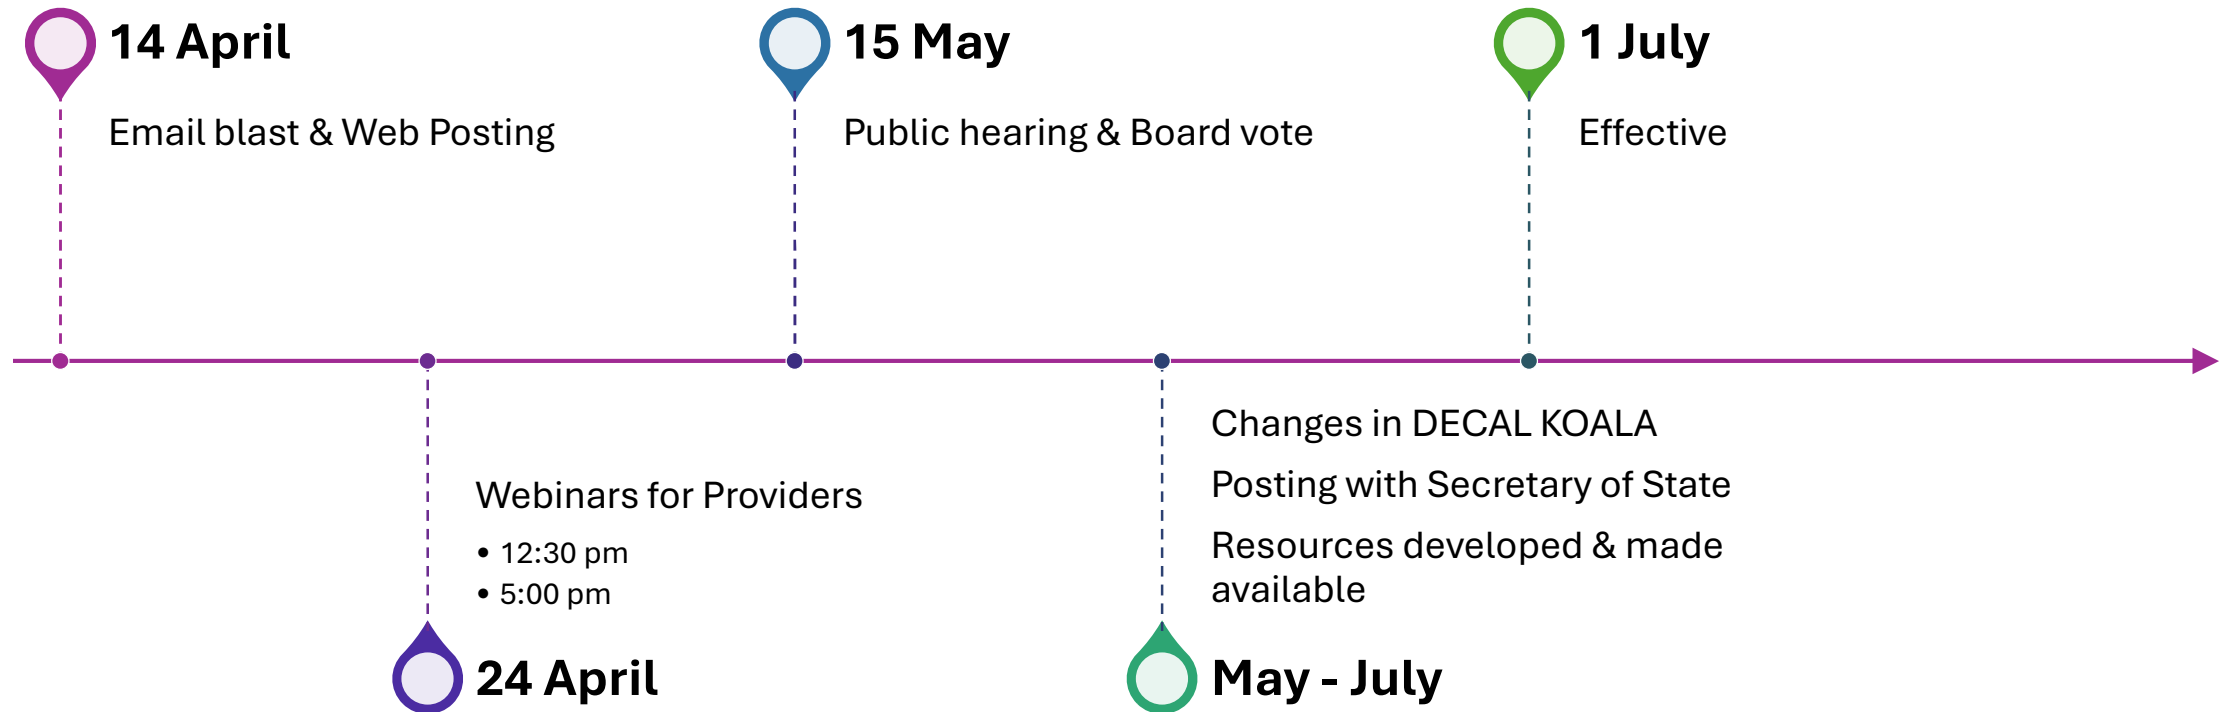 14 April
Email blast & Web Posting
15 May
Public hearing & Board vote
1 July
Effective
Webinars for Providers
• 12:30 pm
• 5:00 pm
24 April
Changes in DECAL KOALA
Posting with Secretary of State
Resources developed & made
available
May - July